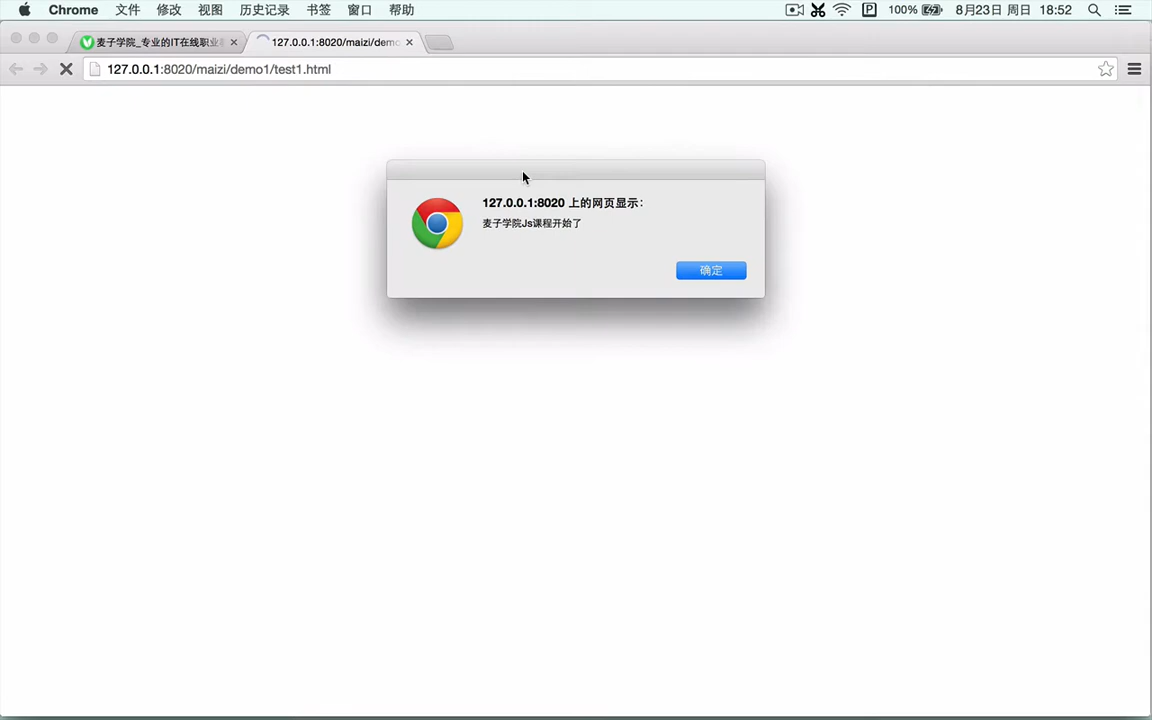 Chrome 文件 修改 视图 历史记录 书签 窗口 帮助 P 100% 8月23日 周日 18:52
麦子学院_专业的IT在线职业 127.0.0.1:8020/maizi/demo
127.0.0.1:8020/maizi/demo1/test1.html
127.0.0.1:8020 上的网页显示：
麦子学院Js课程开始了
确定